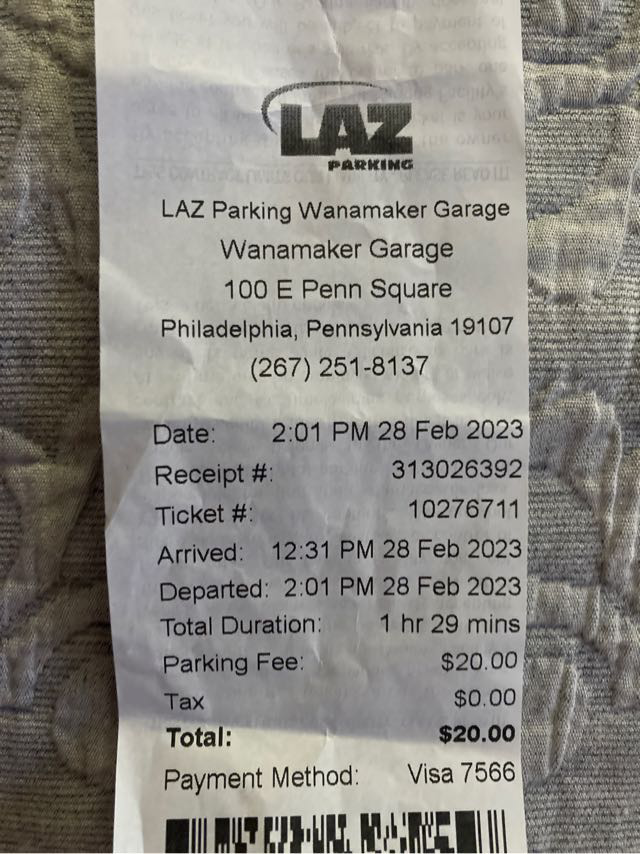 LAZ
PARKING
LAZ Parking Wanamaker Garage
Wanamaker Garage
100 E Penn Square
Philadelphia, Pennsylvania 19107
(267) 251-8137
Date: 2:01 PM 28 Feb 2023
Receipt #: 313026392
Ticket #: 10276711
Arrived: 12:31 PM 28 Feb 2023
Departed: 2:01 PM 28 Feb 2023
Total Duration: 1 hr 29 mins
Parking Fee: $20.00
Tax $0.00
Total: $20.00
Payment Method: Visa 7566